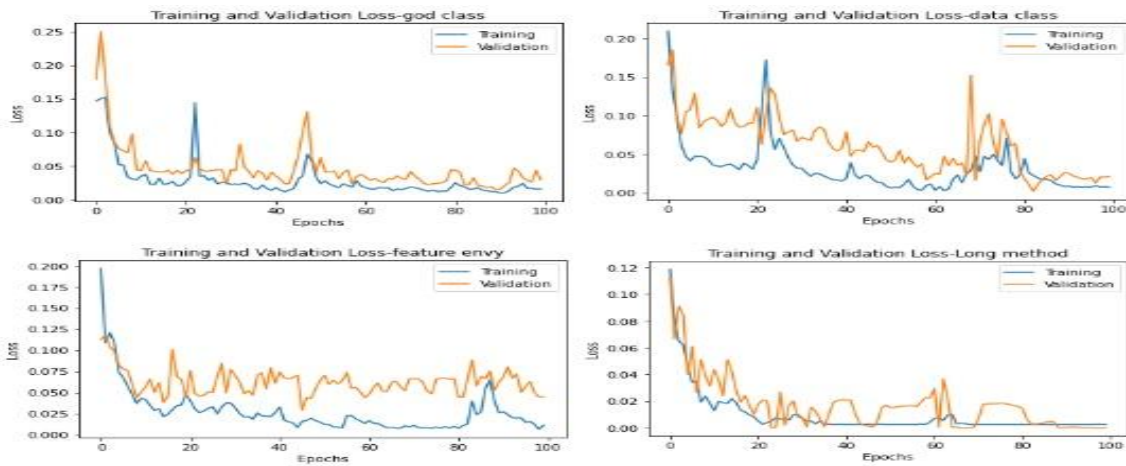 Training and Validation Loss-god class
Training
Validation
0.25
0.20
0.15
0.10
0.05
0.00
Loss
0 20 40 60 80 100
Epochs
Training and Validation Loss-data class
Training
Validation
0.20
0.15
0.10
0.05
0.00
Loss
0 20 40 60 80 100
Epochs
Training and Validation Loss-feature envy
Training
Validation
0.200
0.175
0.150
0.125
0.100
0.075
0.050
0.025
0.000
Loss
0 20 40 60 80 100
Epochs
Training and Validation Loss-Long method
Training
Validation
0.12
0.10
0.08
0.06
0.04
0.02
0.00
Loss
0 20 40 60 80 100
Epochs